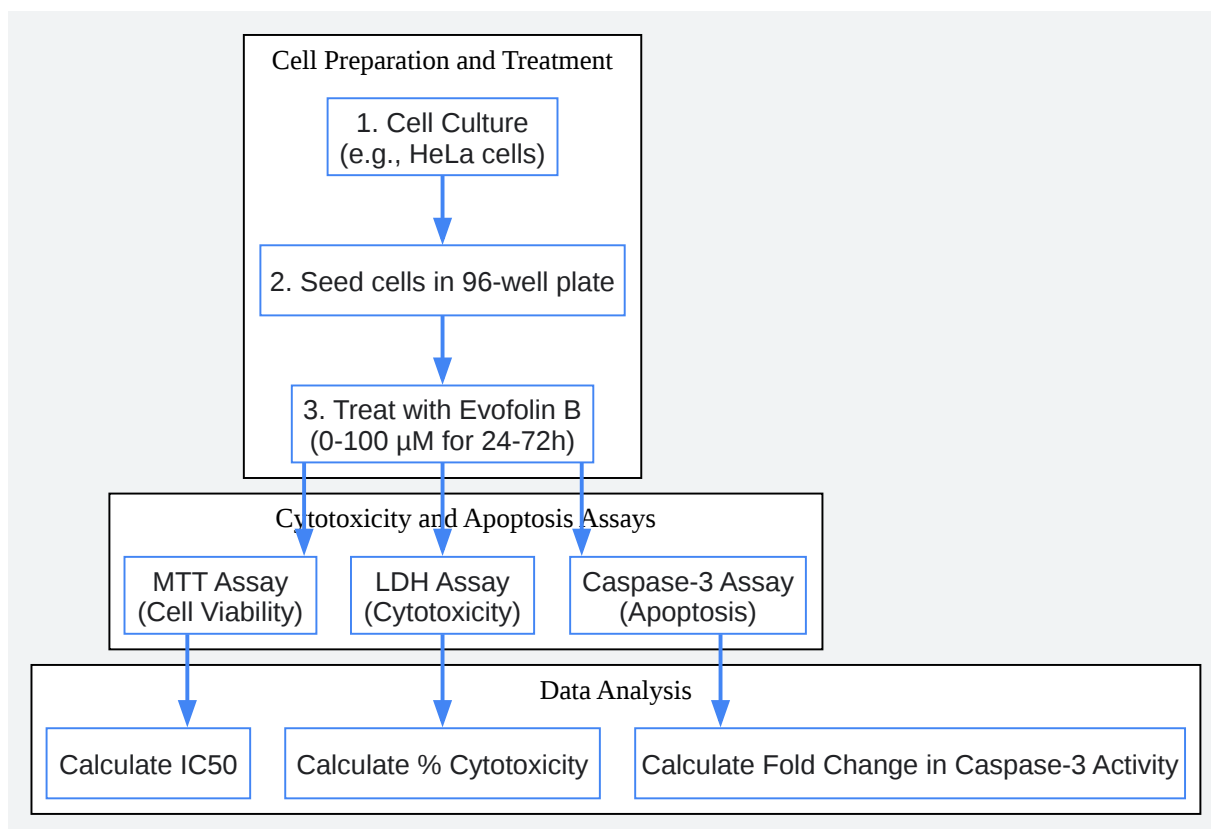 Cell Preparation and Treatment
1. Cell Culture
(e.g., HeLa cells)
2. Seed cells in 96-well plate
3. Treat with Evofolin B
(0-100 µM for 24-72h)
Cytotoxicity and Apoptosis Assays
MTT Assay
(Cell Viability)
LDH Assay
(Cytotoxicity)
Caspase-3 Assay
(Apoptosis)
Data Analysis
Calculate IC50
Calculate % Cytotoxicity
Calculate Fold Change in Caspase-3 Activity